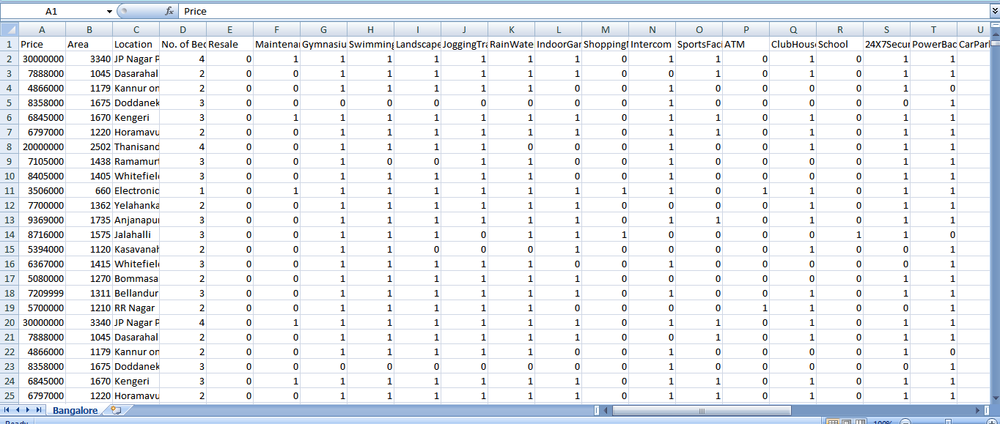 A1 fx Price
A B C D E F G H I J K L M N O P Q R S T U
1 Price Area Location No. of Bec Resale Maintenan Gymnasiu Swimming Landscape JoggingTra RainWate IndoorGar ShoppingM Intercom SportsFaci ATM ClubHous School 24X7Secur PowerBac CarPark
2 30000000 3340 JP Nagar P 4 0 1 1 1 1 1 1 1 0 1 1 0 1 0 1 1
3 7888000 1045 Dasarahal 2 0 0 1 1 1 1 1 1 0 0 1 0 1 0 1 1
4 4866000 1179 Kannur on 2 0 0 1 1 1 1 1 0 0 1 0 0 0 0 1 0
5 8358000 1675 Doddanek 3 0 0 0 0 0 0 0 0 0 1 0 0 0 0 0 1
6 6845000 1670 Kengeri 3 0 1 1 1 1 1 1 1 0 1 1 0 1 0 1 1
7 6797000 1220 Horamavu 2 0 0 1 1 1 1 1 1 0 1 1 0 1 0 1 1
8 20000000 2502 Thanisand 4 0 0 1 1 1 1 0 0 0 1 0 0 1 0 1 1
9 7105000 1438 Ramamurt 3 0 0 1 0 0 1 1 1 0 1 0 0 0 0 1 1
10 8405000 1405 Whitefield 3 0 0 1 1 1 1 1 0 0 1 0 0 1 0 1 1
11 3506000 660 Electronic 1 0 1 1 1 1 1 1 1 1 1 0 1 1 0 1 1
12 7700000 1362 Yelahanka 2 0 0 1 1 1 1 1 1 0 0 0 0 1 0 1 1
13 9369000 1735 Anjanapur 3 0 0 1 1 1 1 1 1 0 1 1 0 1 0 1 1
14 8716000 1575 Jalahalli 3 0 0 1 1 1 0 1 1 1 0 0 0 0 1 1 0
15 5394000 1120 Kasavanah 2 0 0 1 1 0 0 0 1 0 0 0 0 1 0 0 1
16 6367000 1415 Whitefield 3 0 0 1 1 1 1 1 0 0 1 0 0 0 0 0 1
17 5080000 1270 Bommasa 2 0 0 1 1 1 1 1 1 0 0 0 0 0 0 1 1
18 7209999 1311 Bellandur 3 0 0 1 1 1 1 1 1 0 0 0 0 1 0 1 1
19 5700000 1210 RR Nagar 2 0 0 1 1 1 1 1 0 0 0 0 1 1 0 0 1
20 30000000 3340 JP Nagar P 4 0 1 1 1 1 1 1 1 0 1 1 0 1 0 1 1
21 7888000 1045 Dasarahal 2 0 0 1 1 1 1 1 1 0 0 1 0 1 0 1 1
22 4866000 1179 Kannur on 2 0 0 1 1 1 1 1 0 0 1 0 0 0 0 1 0
23 8358000 1675 Doddanek 3 0 0 0 0 0 0 0 0 0 1 0 0 0 0 0 1
24 6845000 1670 Kengeri 3 0 1 1 1 1 1 1 1 0 1 1 0 1 0 1 1
25 6797000 1220 Horamavu 2 0 0 1 1 1 1 1 1 0 1 1 0 1 0 1 1
Bangalore
Ready 100%